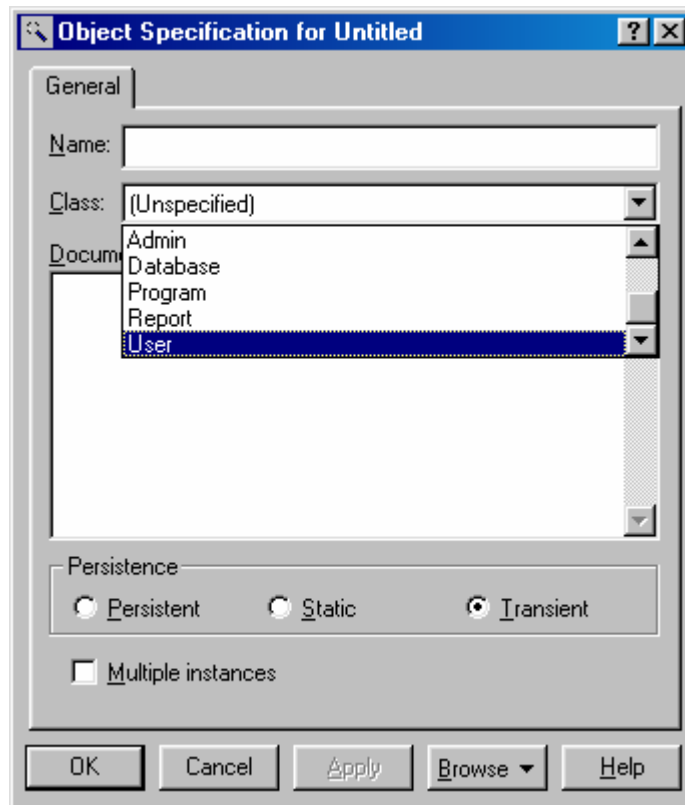 Object Specification for Untitled
General
Name:
Class: (Unspecified)
Docum
Admin
Database
Program
Report
User
Persistence
Persistent Static Transient
Multiple instances
OK Cancel Apply Browse Help